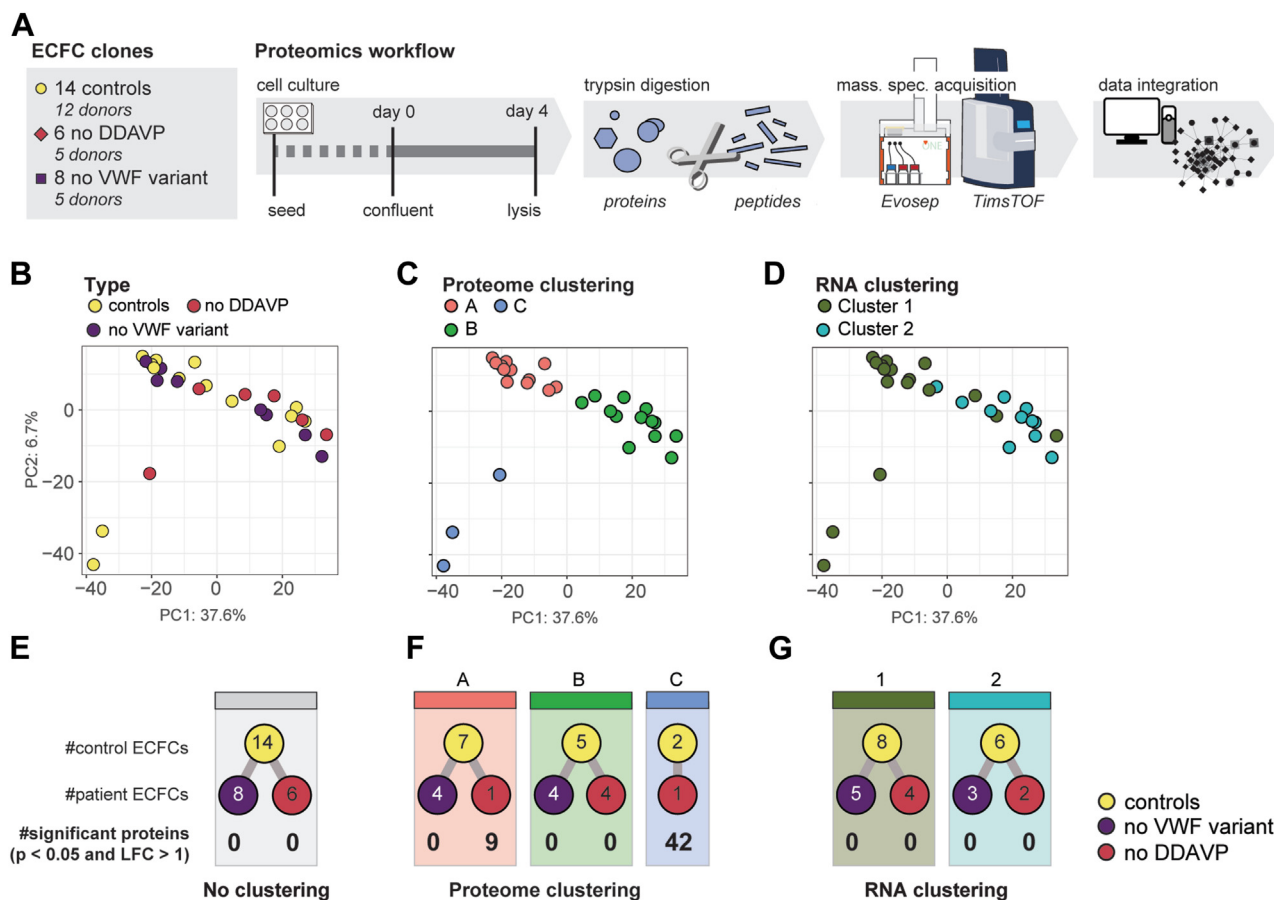 A
ECFC clones
14 controls
12 donors
6 no DDAVP
5 donors
8 no VWF variant
5 donors
Proteomics workflow
cell culture
day 0
day 4
seed
confluent
lysis
trypsin digestion
proteins
peptides
mass. spec. acquisition
ONE
Evosep
TimsTOF
data integration
B
Type
controls
no DDAVP
no VWF variant
PC2: 6.7%
0
−20
−40
−40
−20
0
20
PC1: 37.6%
C
Proteome clustering
A
C
B
−40
−20
0
20
PC1: 37.6%
D
RNA clustering
Cluster 1
Cluster 2
−40
−20
0
20
PC1: 37.6%
E
#control ECFCs
#patient ECFCs
#significant proteins
(p < 0.05 and LFC > 1)
14
8 6
0 0
No clustering
F
A B C
7 5 2
4 1 4 4 1
0 9 0 0 42
Proteome clustering
G
1 2
8 6
5 4 3 2
0 0 0 0
RNA clustering
controls
no VWF variant
no DDAVP